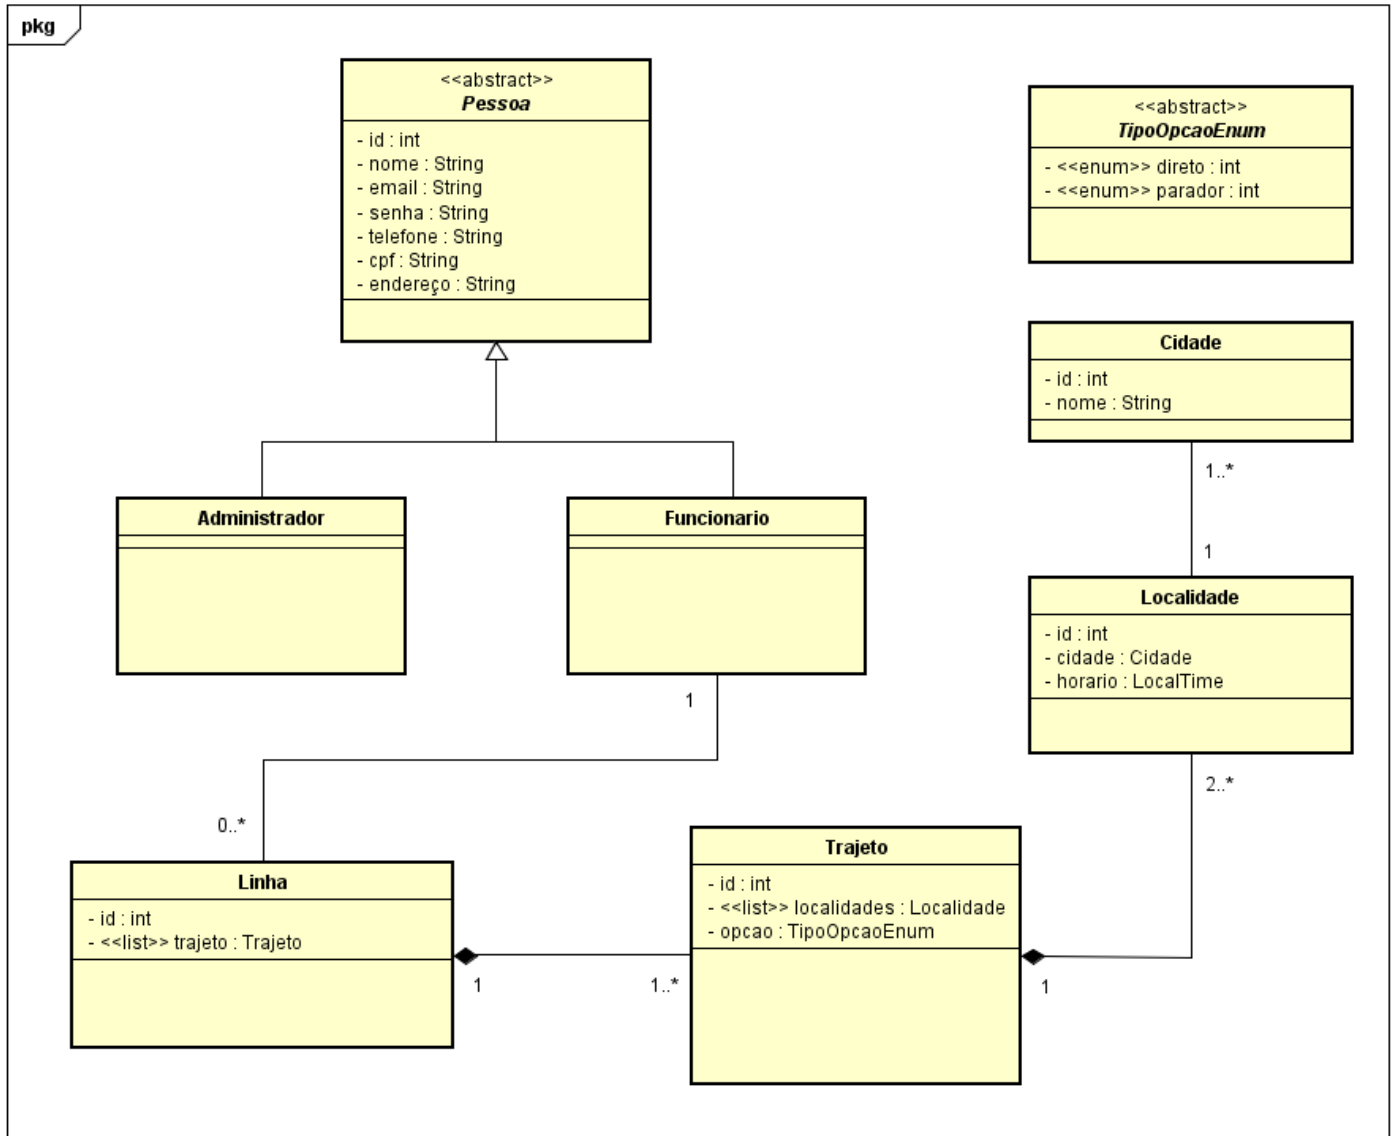 pkg
<<abstract>>
Pessoa
- id : int
- nome : String
- email : String
- senha : String
- telefone : String
- cpf : String
- endereço : String
<<abstract>>
TipoOpcaoEnum
- <<enum>> direto : int
- <<enum>> parador : int
Cidade
- id : int
- nome : String
1..*
1
Administrador
Funcionario
Localidade
- id : int
- cidade : Cidade
- horario : LocalTime
1
0..*
2..*
Linha
- id : int
- <<list>> trajeto : Trajeto
1
1..*
Trajeto
- id : int
- <<list>> localidades : Localidade
- opcao : TipoOpcaoEnum
1